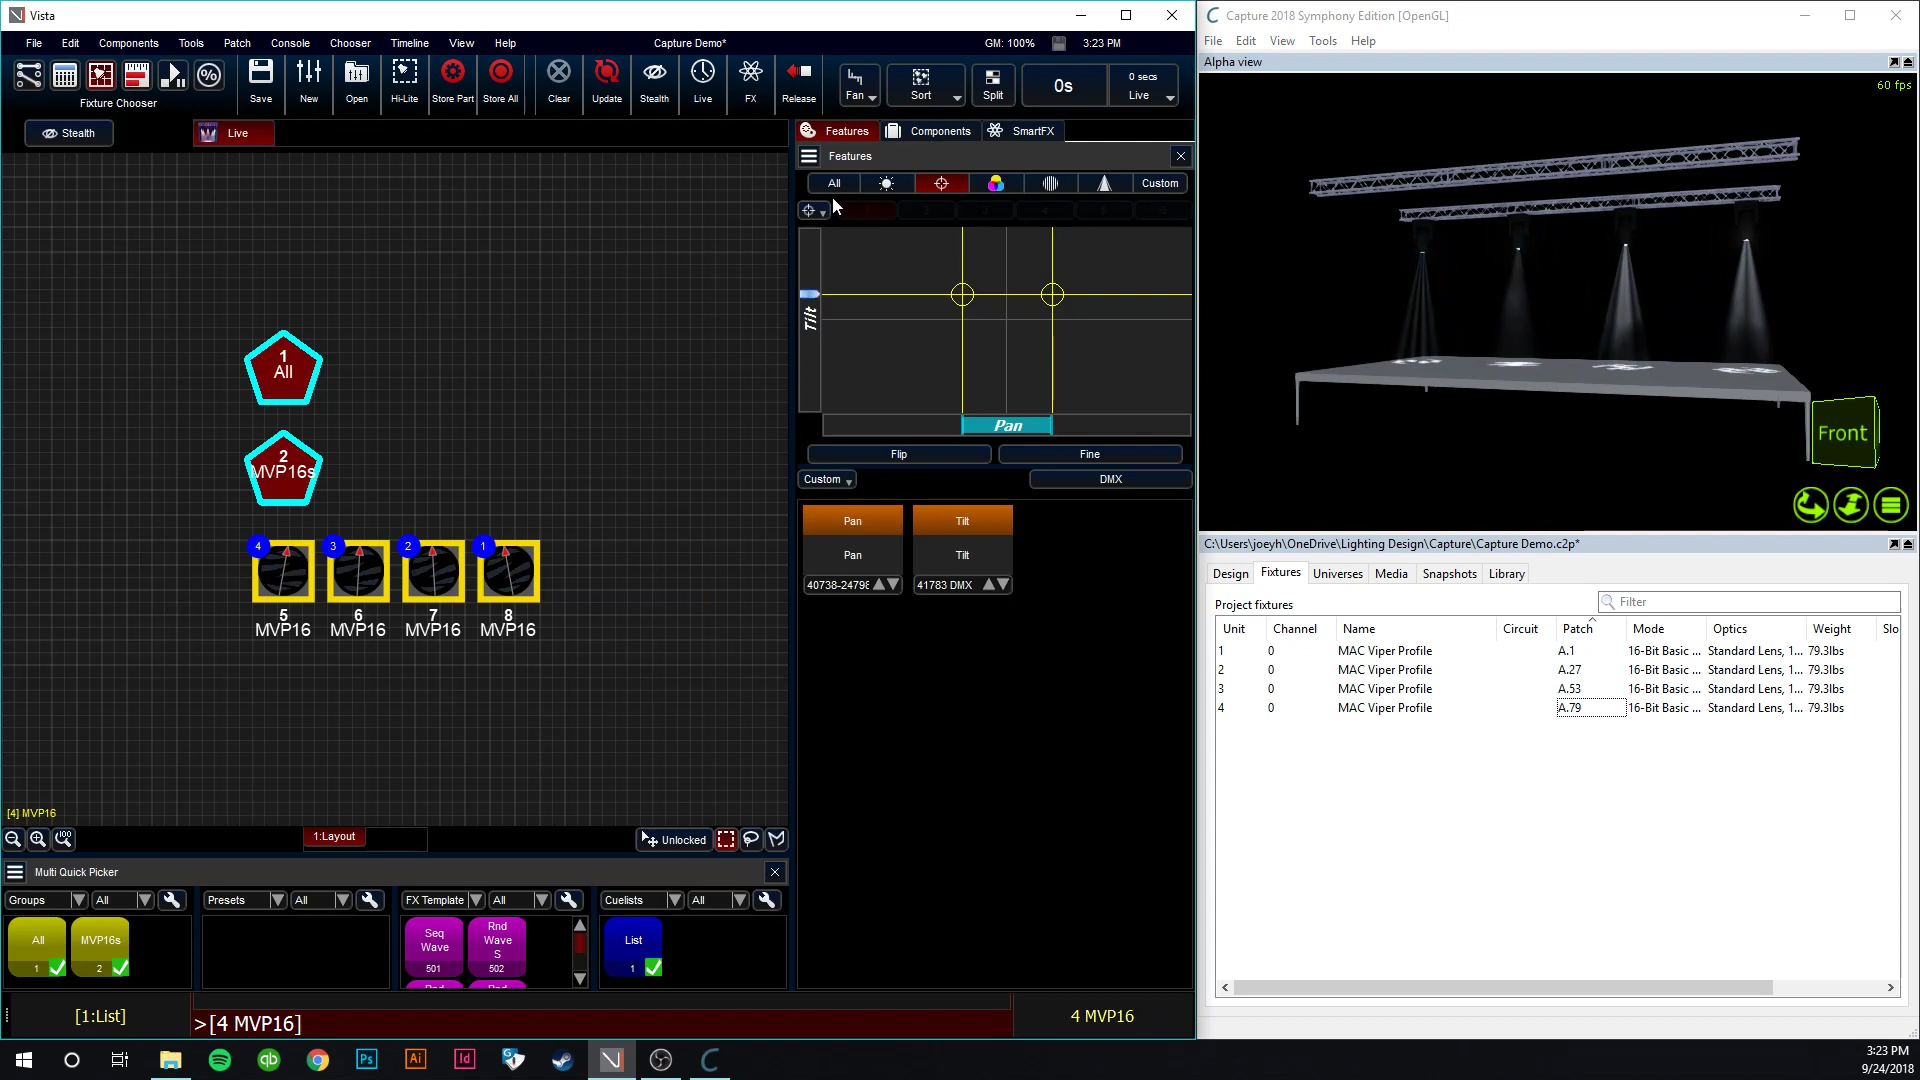 Vista
File Edit Components Tools Patch Console Chooser Timeline View Help
Capture Demo*
GM: 100%
3:23 PM
Fixture Chooser
Save New Open Hi-Lite Store Part Store All Clear Update Stealth Live FX Release
Fan
Sort
Split
0s
0 secs
Live
Stealth
Live
Features
Components
SmartFX
Features
All
Custom
Tilt
Pan
Flip
Fine
Custom
DMX
Pan
Tilt
Pan
Tilt
40738-24798
41783 DMX
1
All
2
MVP16s
4 3 2 1
5 6 7 8
MVP16 MVP16 MVP16 MVP16
[4] MVP16
100
1:Layout
Unlocked
Multi Quick Picker
Groups All Presets All FX Template All Cuelists All
All
1
MVP16s
2
Seq
Wave
501
Rnd
Wave
S
502
List
1
[1:List]
>[4 MVP16]
4 MVP16
Capture 2018 Symphony Edition [OpenGL]
File Edit View Tools Help
Alpha view
60 fps
Front
C:\Users\joeyh\OneDrive\Lighting Design\Capture\Capture Demo.c2p*
Design Fixtures Universes Media Snapshots Library
Project fixtures
Filter
Unit Channel Name Circuit Patch Mode Optics Weight Slo
1 0 MAC Viper Profile A.1 16-Bit Basic ... Standard Lens, 1... 79.3lbs
2 0 MAC Viper Profile A.27 16-Bit Basic ... Standard Lens, 1... 79.3lbs
3 0 MAC Viper Profile A.53 16-Bit Basic ... Standard Lens, 1... 79.3lbs
4 0 MAC Viper Profile A.79 16-Bit Basic ... Standard Lens, 1... 79.3lbs
Ps
Ai
Id
3:23 PM
9/24/2018